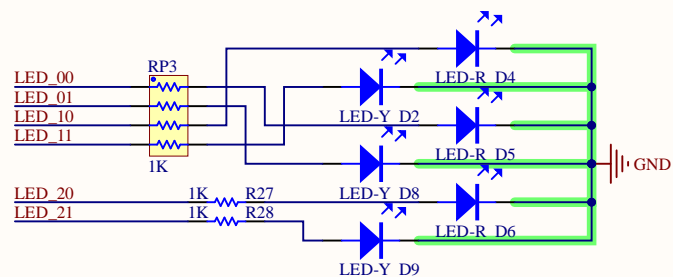 RP3
LED-R D4
LED_00
LED_01
LED-Y D2
LED_10
LED_11
LED-R D5
1K
GND
LED-Y D8
LED_20 1K R27
LED_21 1K R28
LED-R D6
LED-Y D9